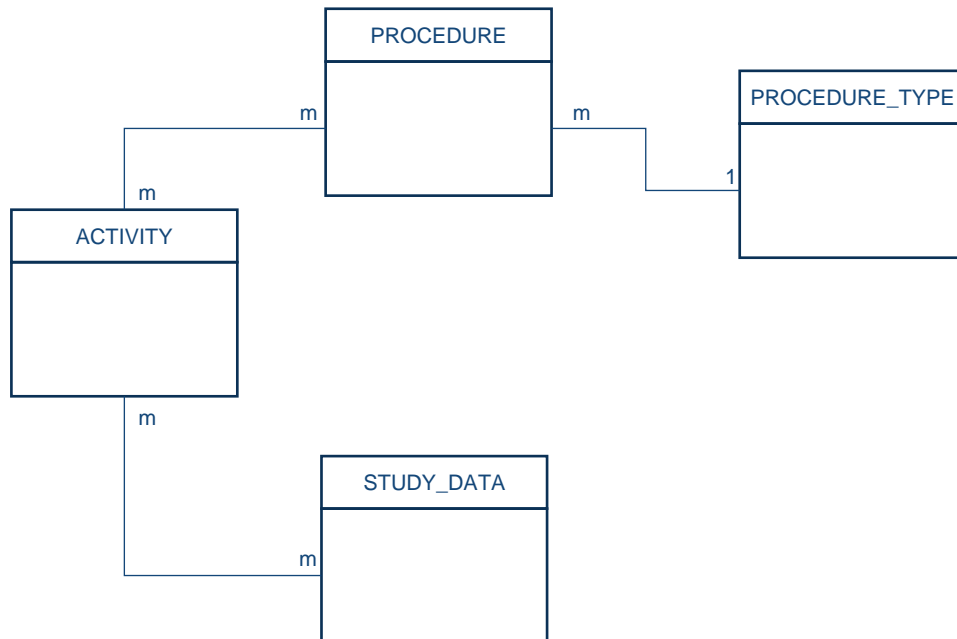 PROCEDURE
PROCEDURE_TYPE
m
m
1
m
ACTIVITY
m
STUDY_DATA
m